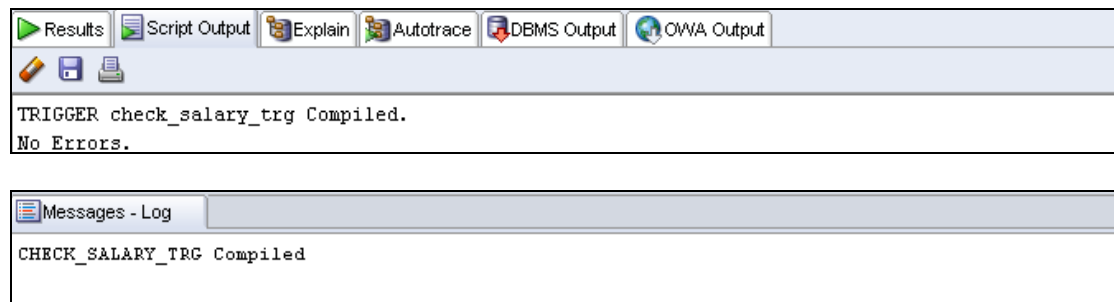 Results Script Output Explain Autotrace DBMS Output OWA Output
TRIGGER check_salary_trg Compiled.
No Errors.
Messages - Log
CHECK_SALARY_TRG Compiled